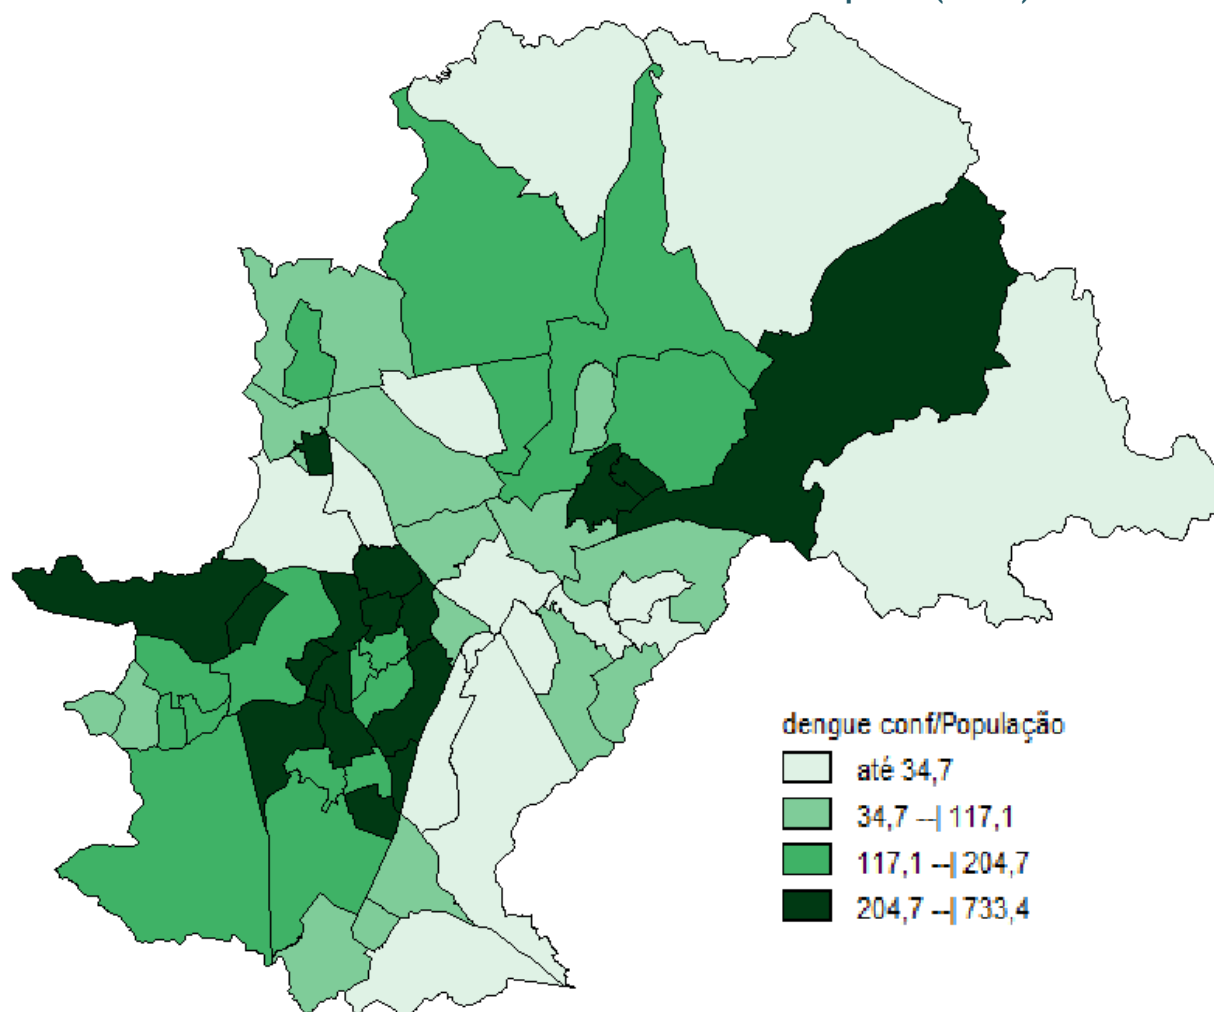 dengue conf/População
até 34,7
34,7 --| 117,1
117,1 --| 204,7
204,7 --| 733,4